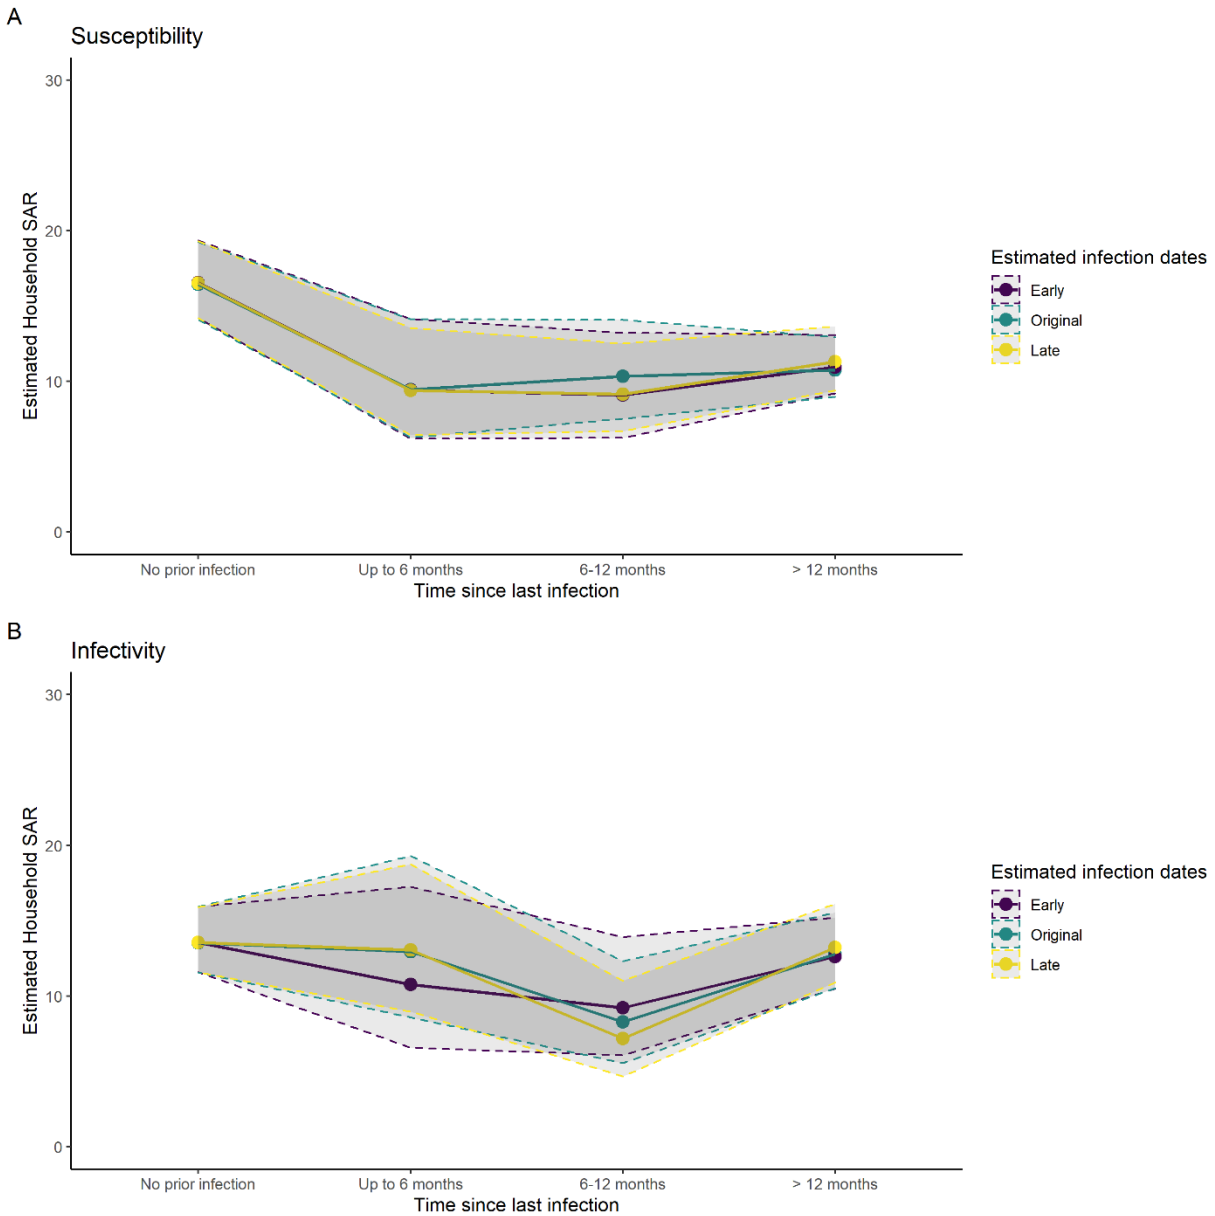 A
Susceptibility
30
20
10
0
Estimated Household SAR
No prior infection
Up to 6 months
6-12 months
> 12 months
Time since last infection
Estimated infection dates
Early
Original
Late
B
Infectivity
30
20
10
0
Estimated Household SAR
No prior infection
Up to 6 months
6-12 months
> 12 months
Time since last infection
Estimated infection dates
Early
Original
Late